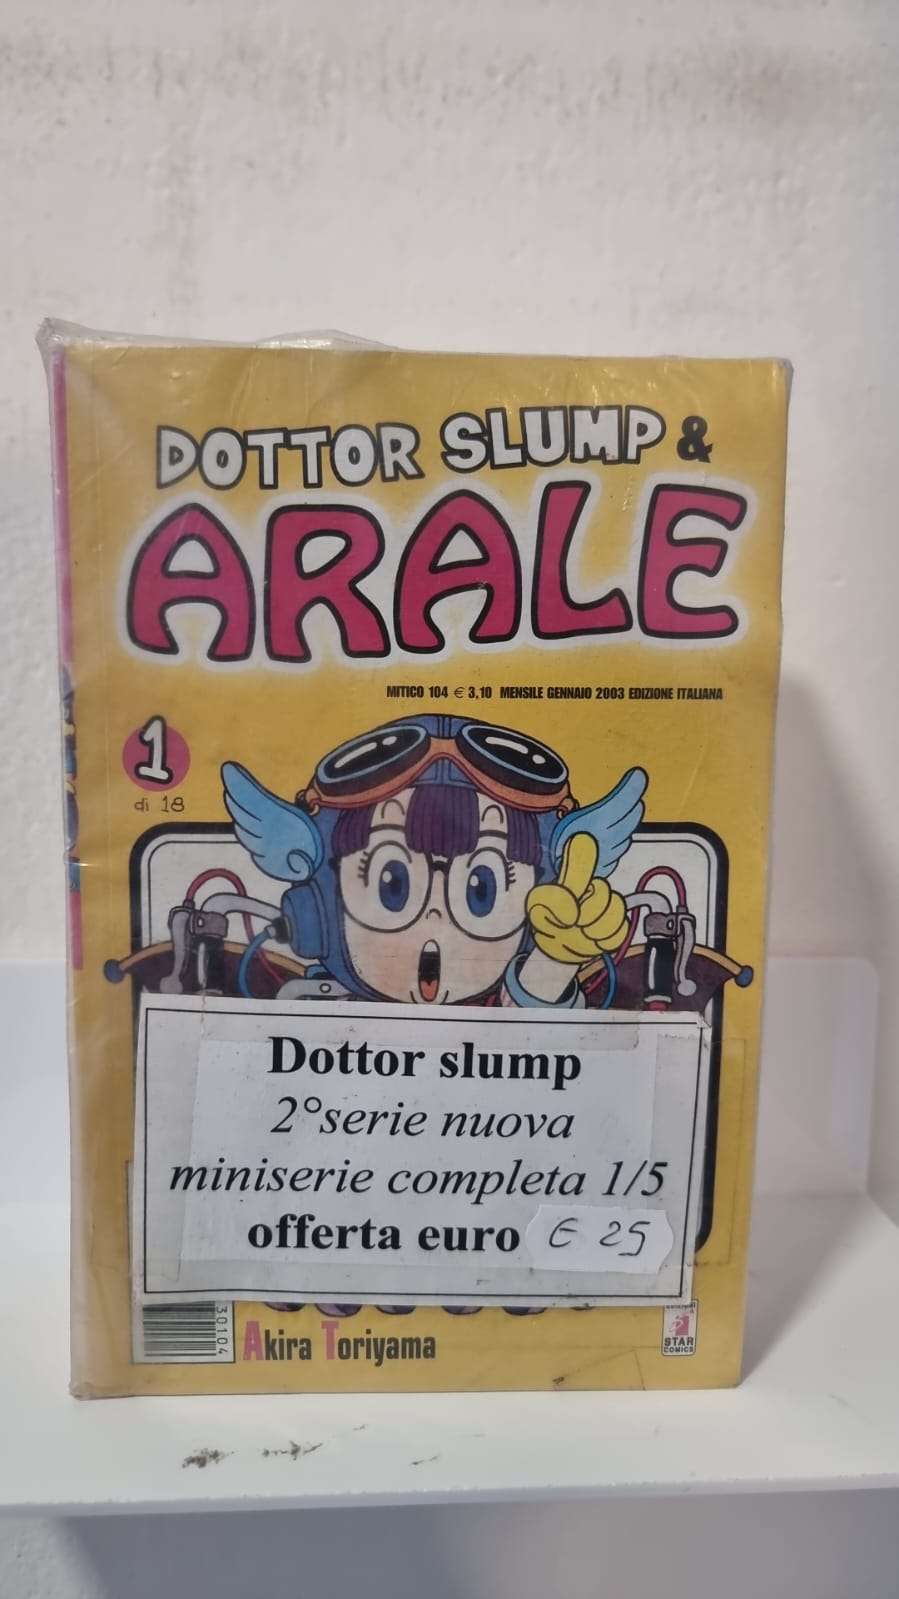 DOTTOR SLUMP &
ARALE
MITICO 104 € 3,10 MENSILE GENNAIO 2003 EDIZIONE ITALIANA
1
di 18
Dottor slump
2°serie nuova
miniserie completa 1/5
offerta euro € 25
30104
Akira Toriyama
STAR
COMICS